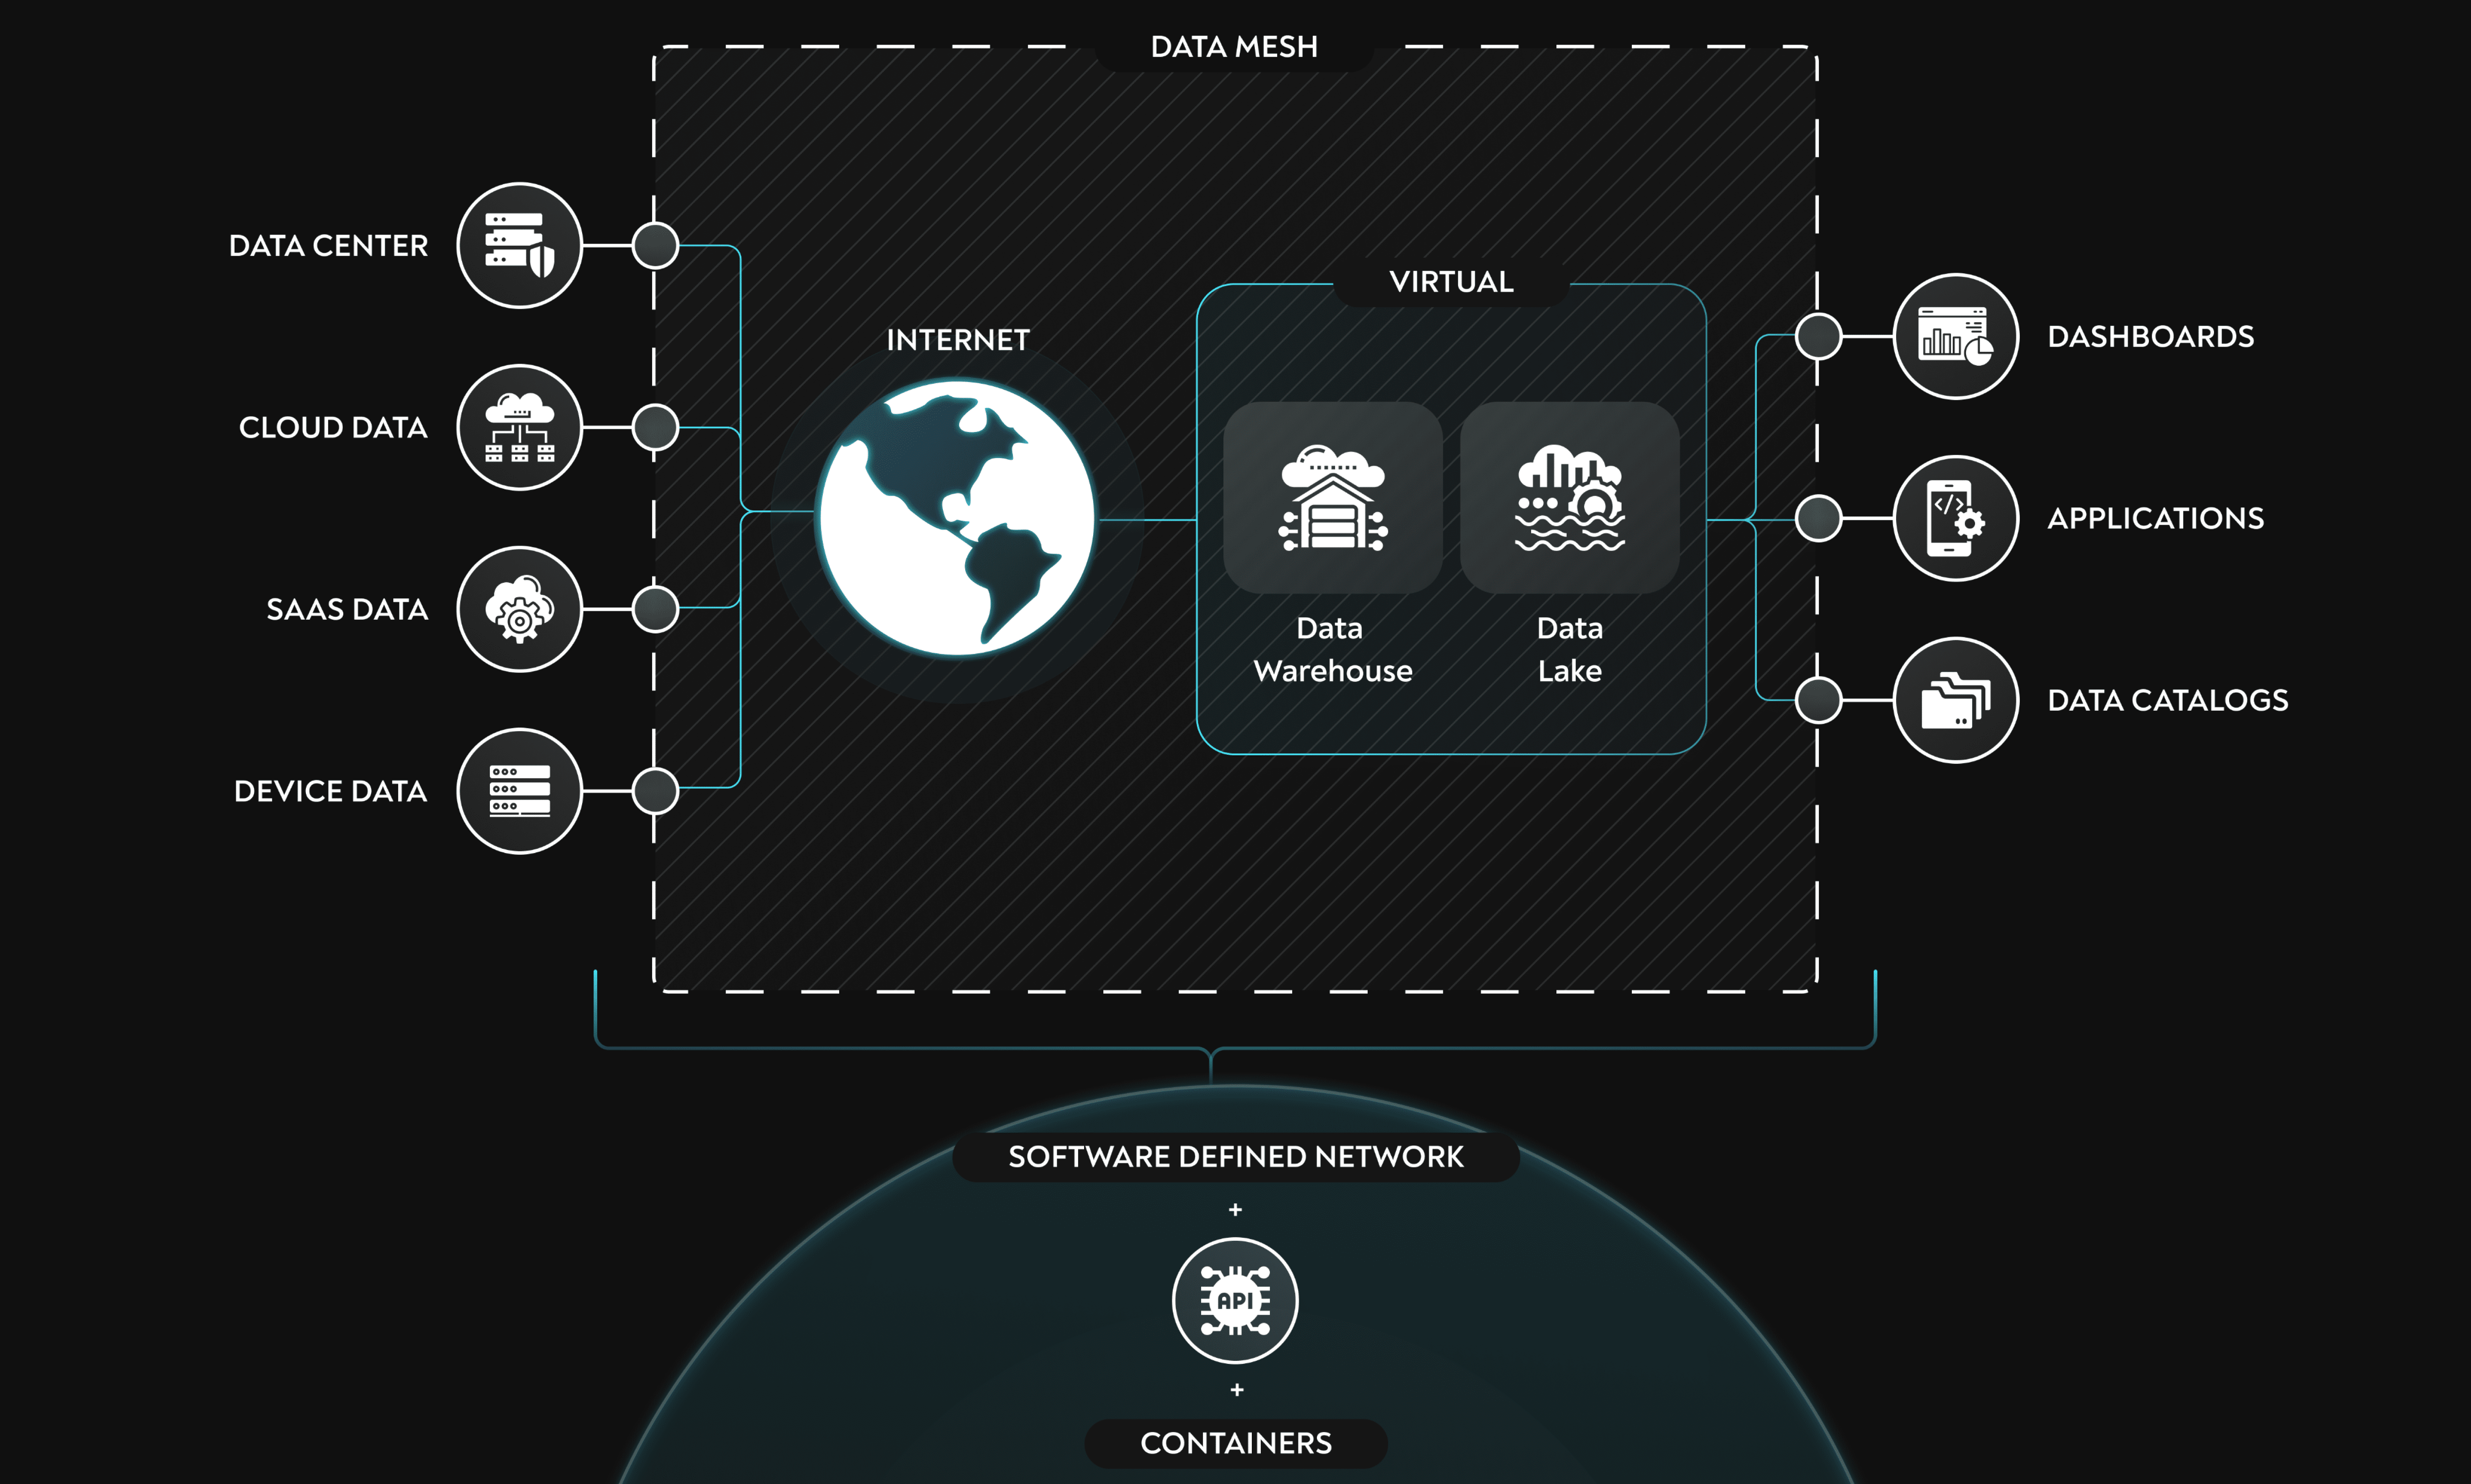 DATA MESH
DATA CENTER
CLOUD DATA
SAAS DATA
DEVICE DATA
INTERNET
VIRTUAL
Data
Warehouse
Data
Lake
DASHBOARDS
APPLICATIONS
DATA CATALOGS
SOFTWARE DEFINED NETWORK
+
API
+
CONTAINERS